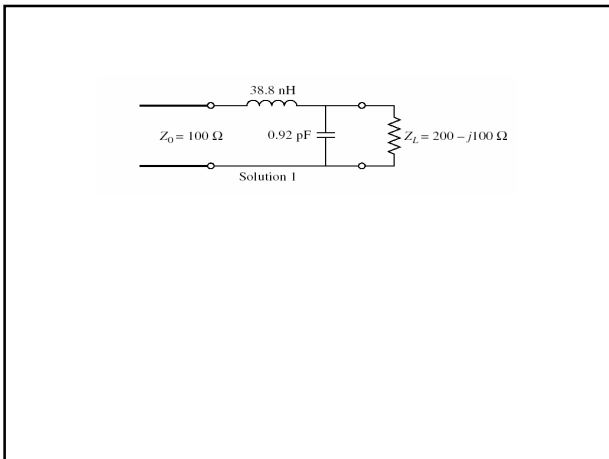 38.8 nH
Z₀ = 100 Ω
0.92 pF
Z_L = 200 − j100 Ω
Solution 1